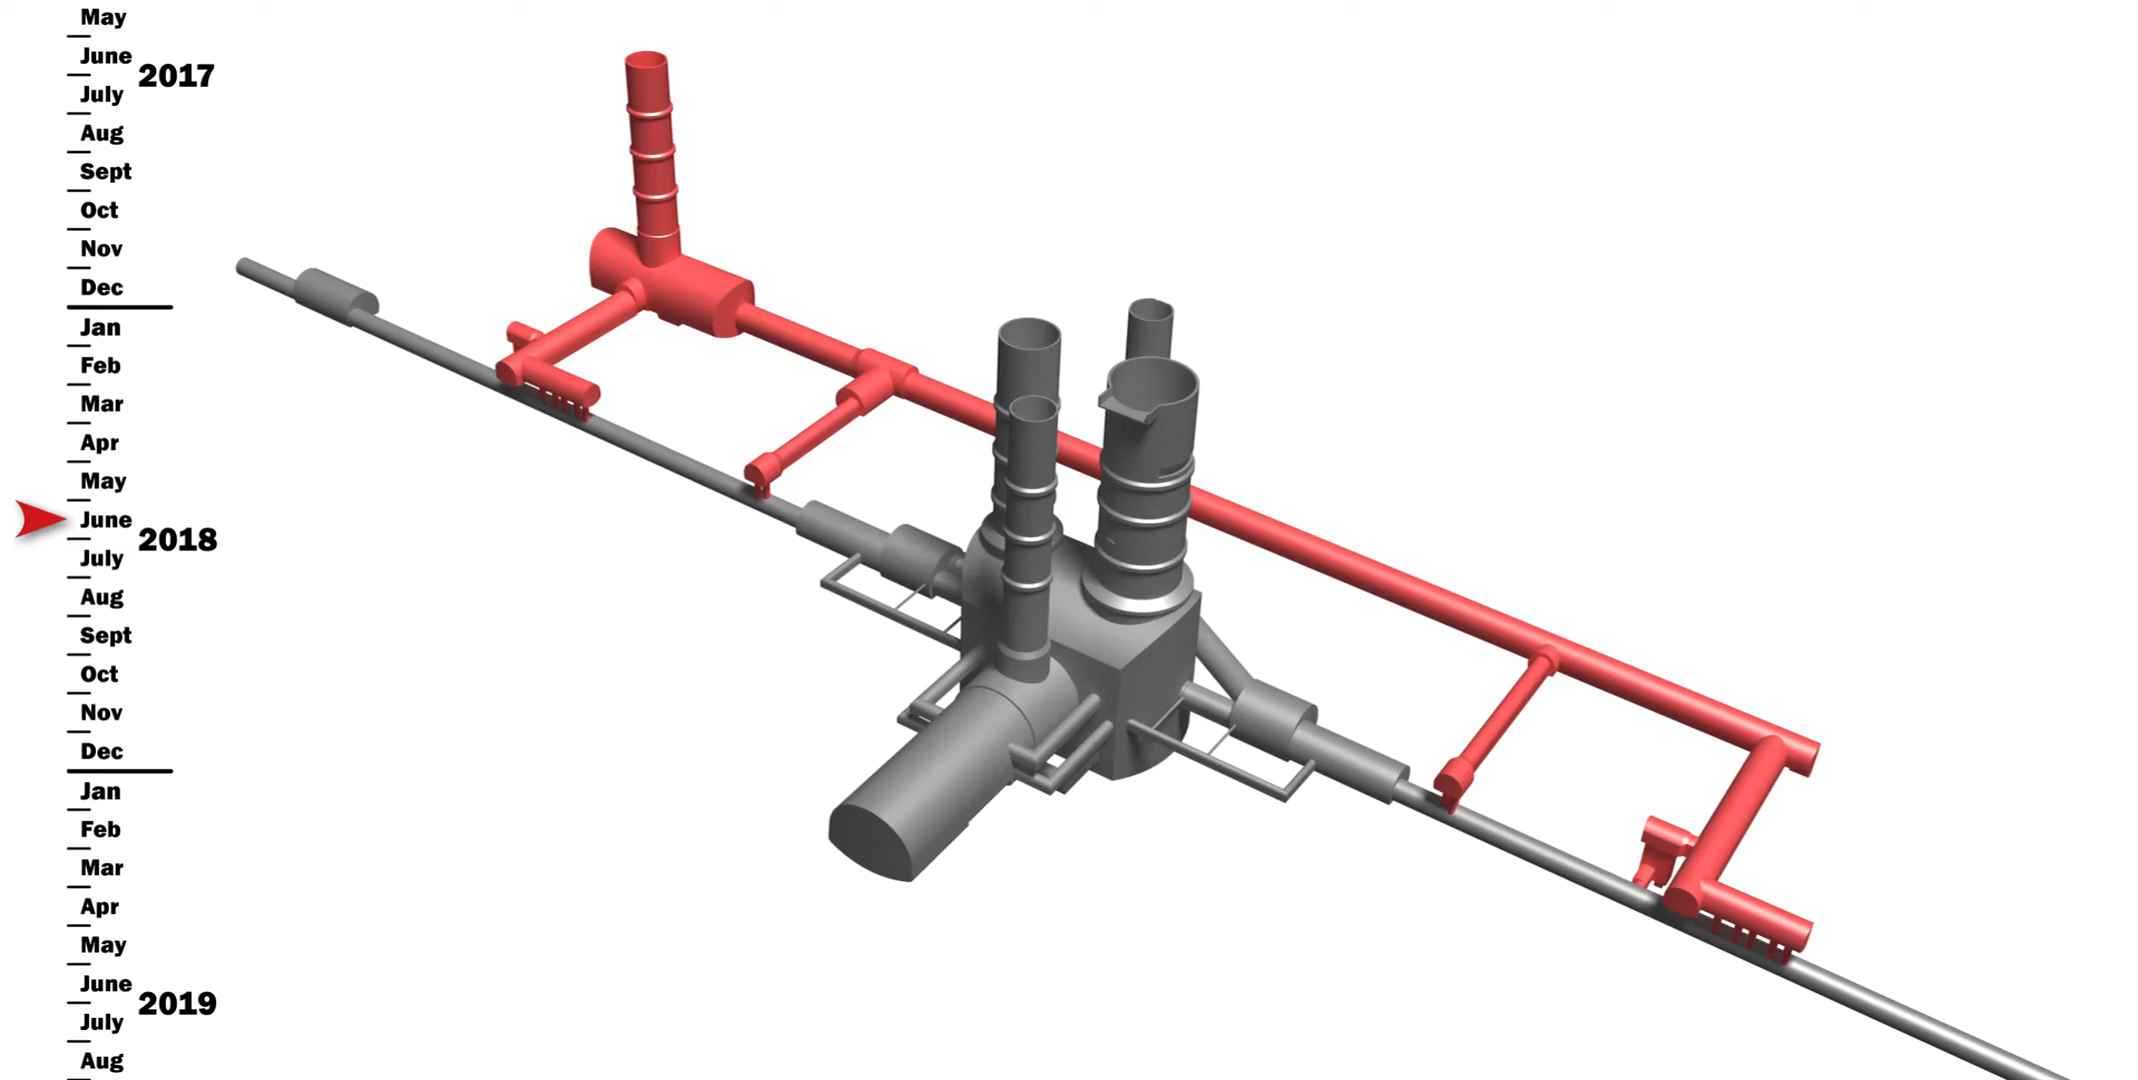 May
June
2017
July
Aug
Sept
Oct
Nov
Dec
Jan
Feb
Mar
Apr
May
June
2018
July
Aug
Sept
Oct
Nov
Dec
Jan
Feb
Mar
Apr
May
June
2019
July
Aug